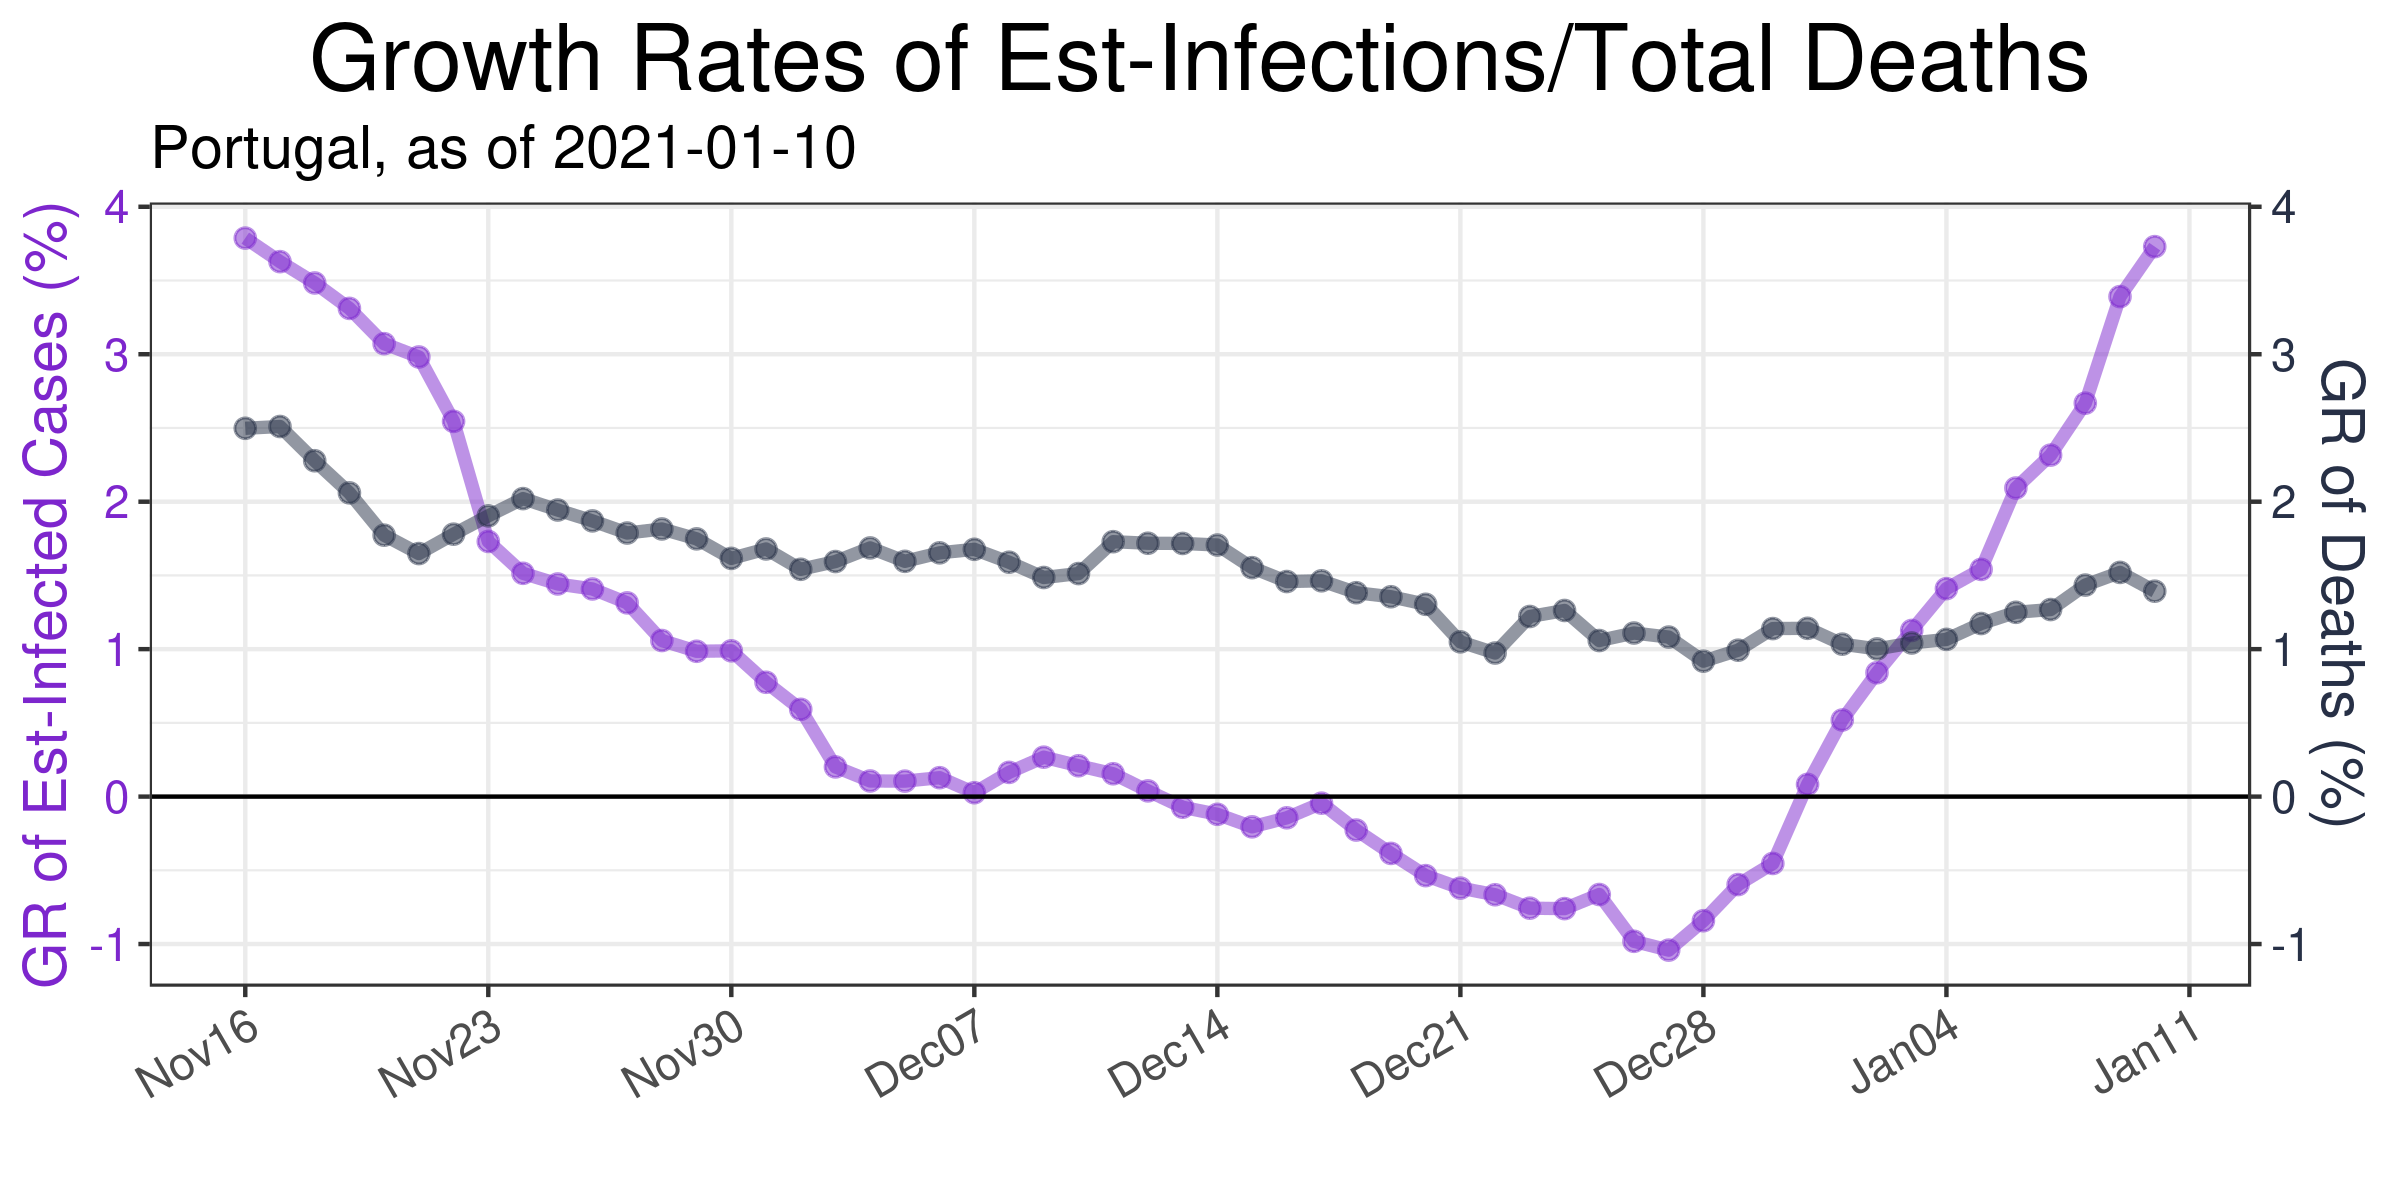 Growth Rates of Est-Infections/Total Deaths
Portugal, as of 2021-01-10
GR of Est-Infected Cases (%)
4
3
2
1
0
-1
4
3
2
1
0
-1
GR of Deaths (%)
Nov16
Nov23
Nov30
Dec07
Dec14
Dec21
Dec28
Jan04
Jan11